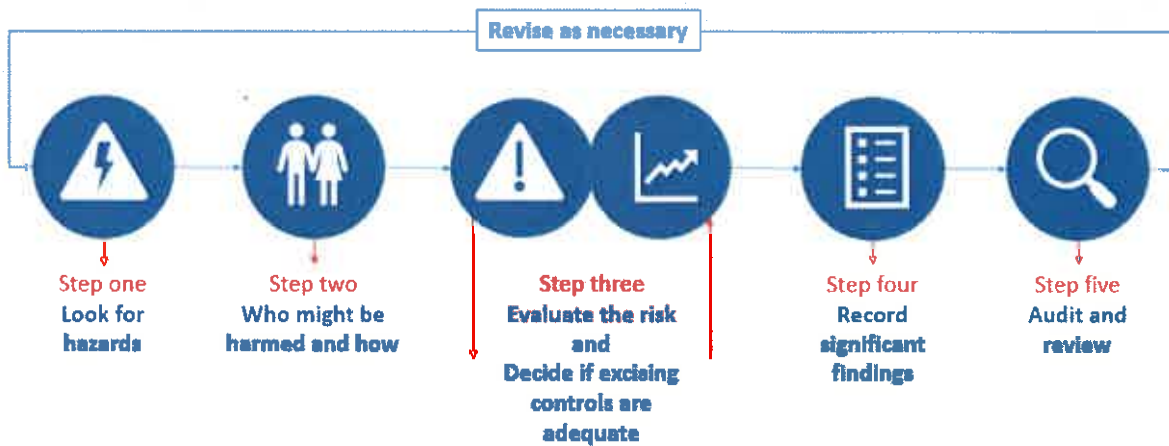 Revise as necessary
Step one
Look for
hazards
Step two
Who might be
harmed and how
Step three
Evaluate the risk
and
Decide if excising
controls are
adequate
Step four
Record
significant
findings
Step five
Audit and
review